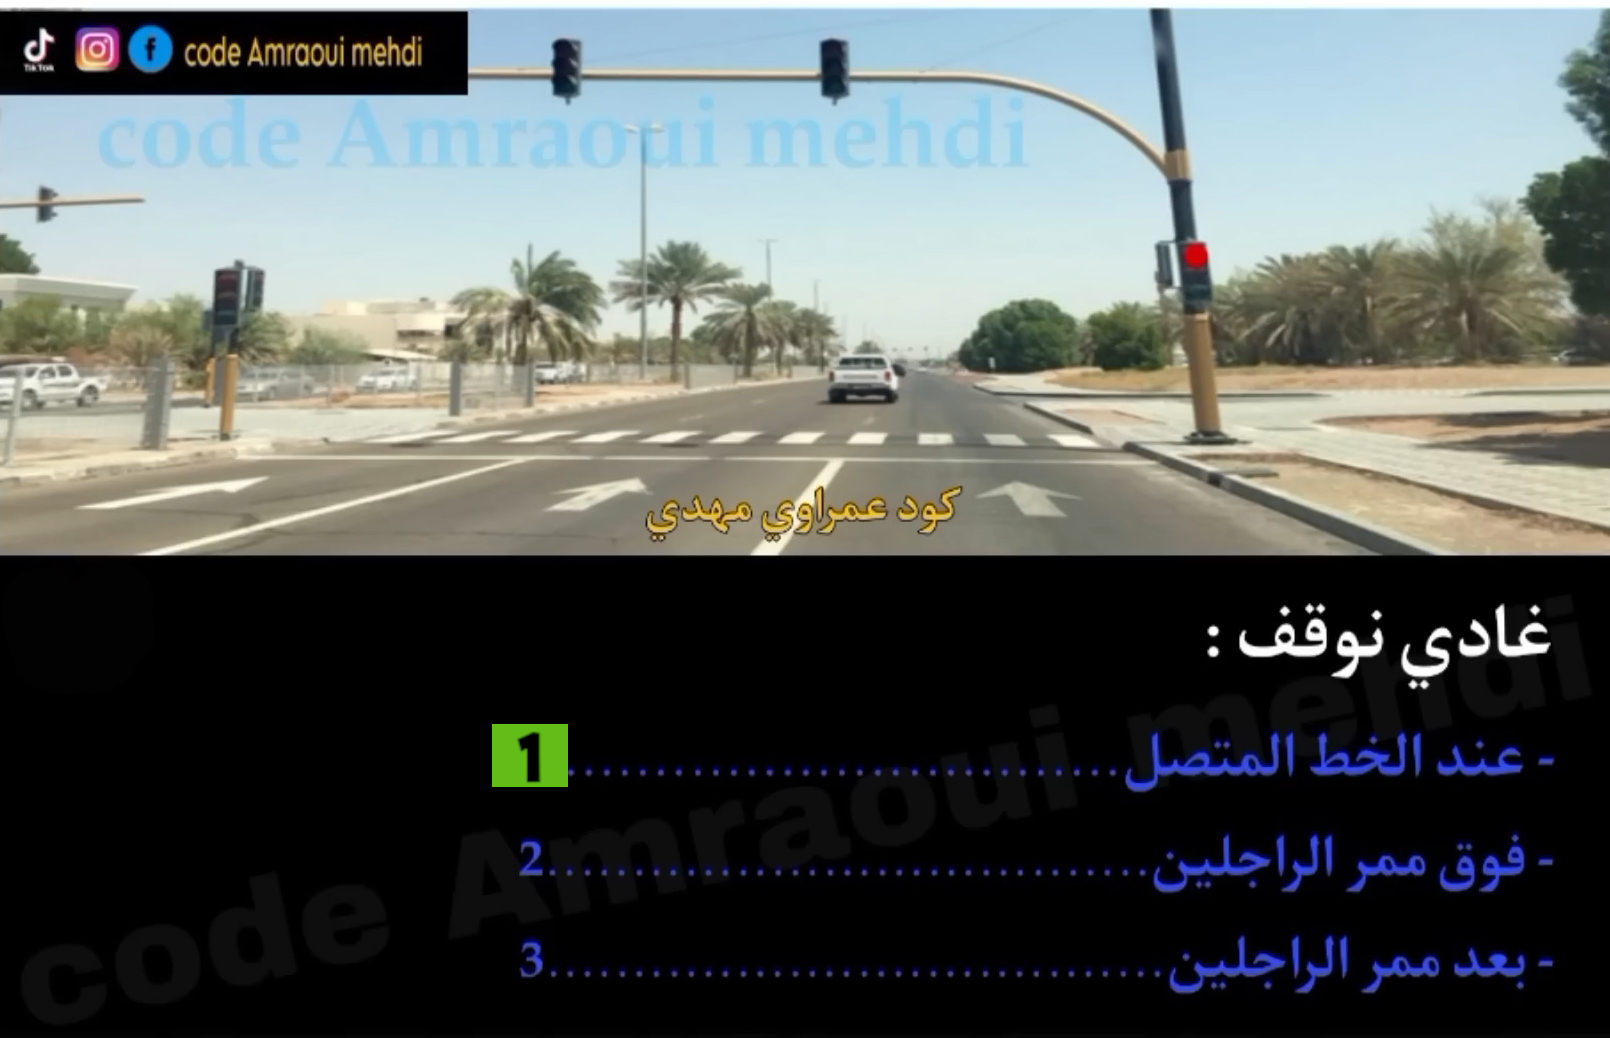 TikTok
code Amraoui mehdi
code Amraoui mehdi
كود عمراوي مهدي
غادي نوقف :
- عند الخط المتصل................................1
- فوق ممر الراجلين................................2
- بعد ممر الراجلين................................3
code Amraoui mehdi